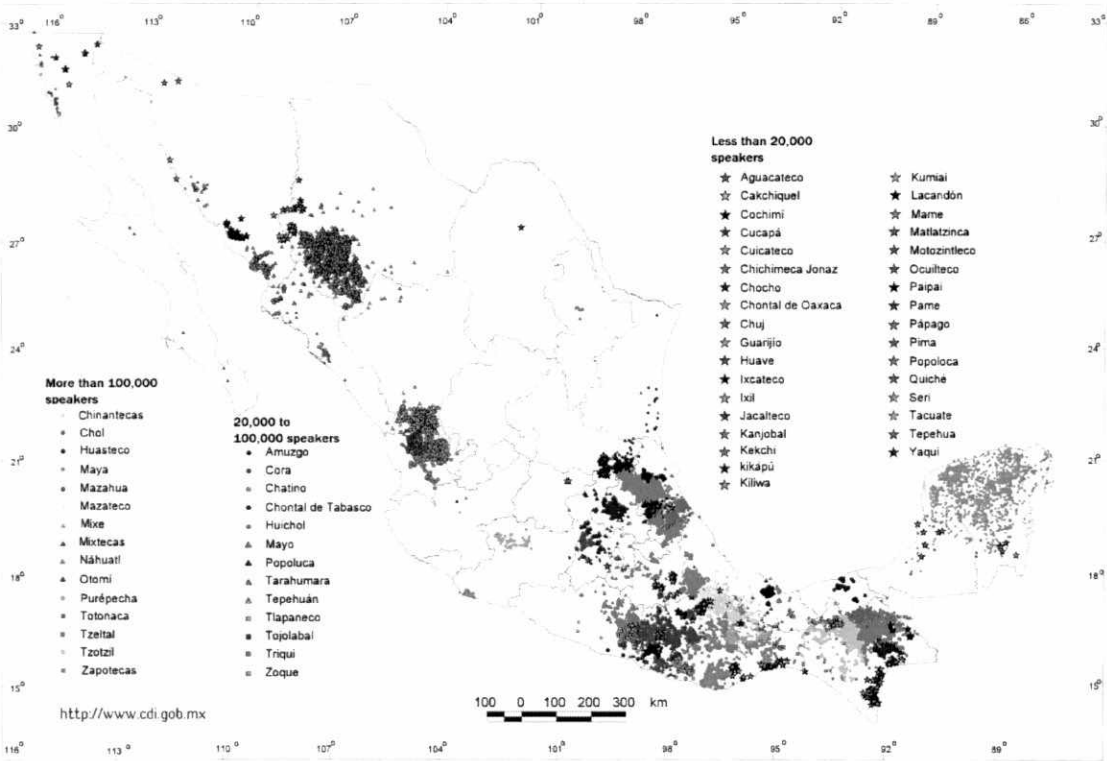 116° 113° 110° 107° 104° 101° 98° 95° 92° 89° 86°
33° 33°
30° 30°
27° 27°
24° 24°
21° 21°
18° 18°
15° 15°
More than 100,000
speakers
Chinantecas
Chol
Huasteco
Maya
Mazahua
Mazateco
Mixe
Mixtecas
Náhuatl
Otomí
Purépecha
Totonaca
Tzeltal
Tzotzil
Zapotecas
20,000 to
100,000 speakers
Amuzgo
Cora
Chatino
Chontal de Tabasco
Huichol
Mayo
Popoluca
Tarahumara
Tepehuán
Tlapaneco
Tojolabal
Triqui
Zoque
Less than 20,000
speakers
Aguacateco
Cakchiquel
Cochimí
Cucapá
Cuicateco
Chichimeca Jonaz
Chocho
Chontal de Oaxaca
Chuj
Guarijío
Huave
Ixcateco
Ixil
Jacalteco
Kanjobal
Kekchi
kikapú
Kiliwa
Kumiai
Lacandón
Mame
Matlatzinca
Motozintleco
Ocuilteco
Paipai
Pame
Pápago
Pima
Popoloca
Quiché
Seri
Tacuate
Tepehua
Yaqui
http://www.cdi.gob.mx
100 0 100 200 300 km
116° 113° 110° 107° 104° 101° 98° 95° 92° 89°